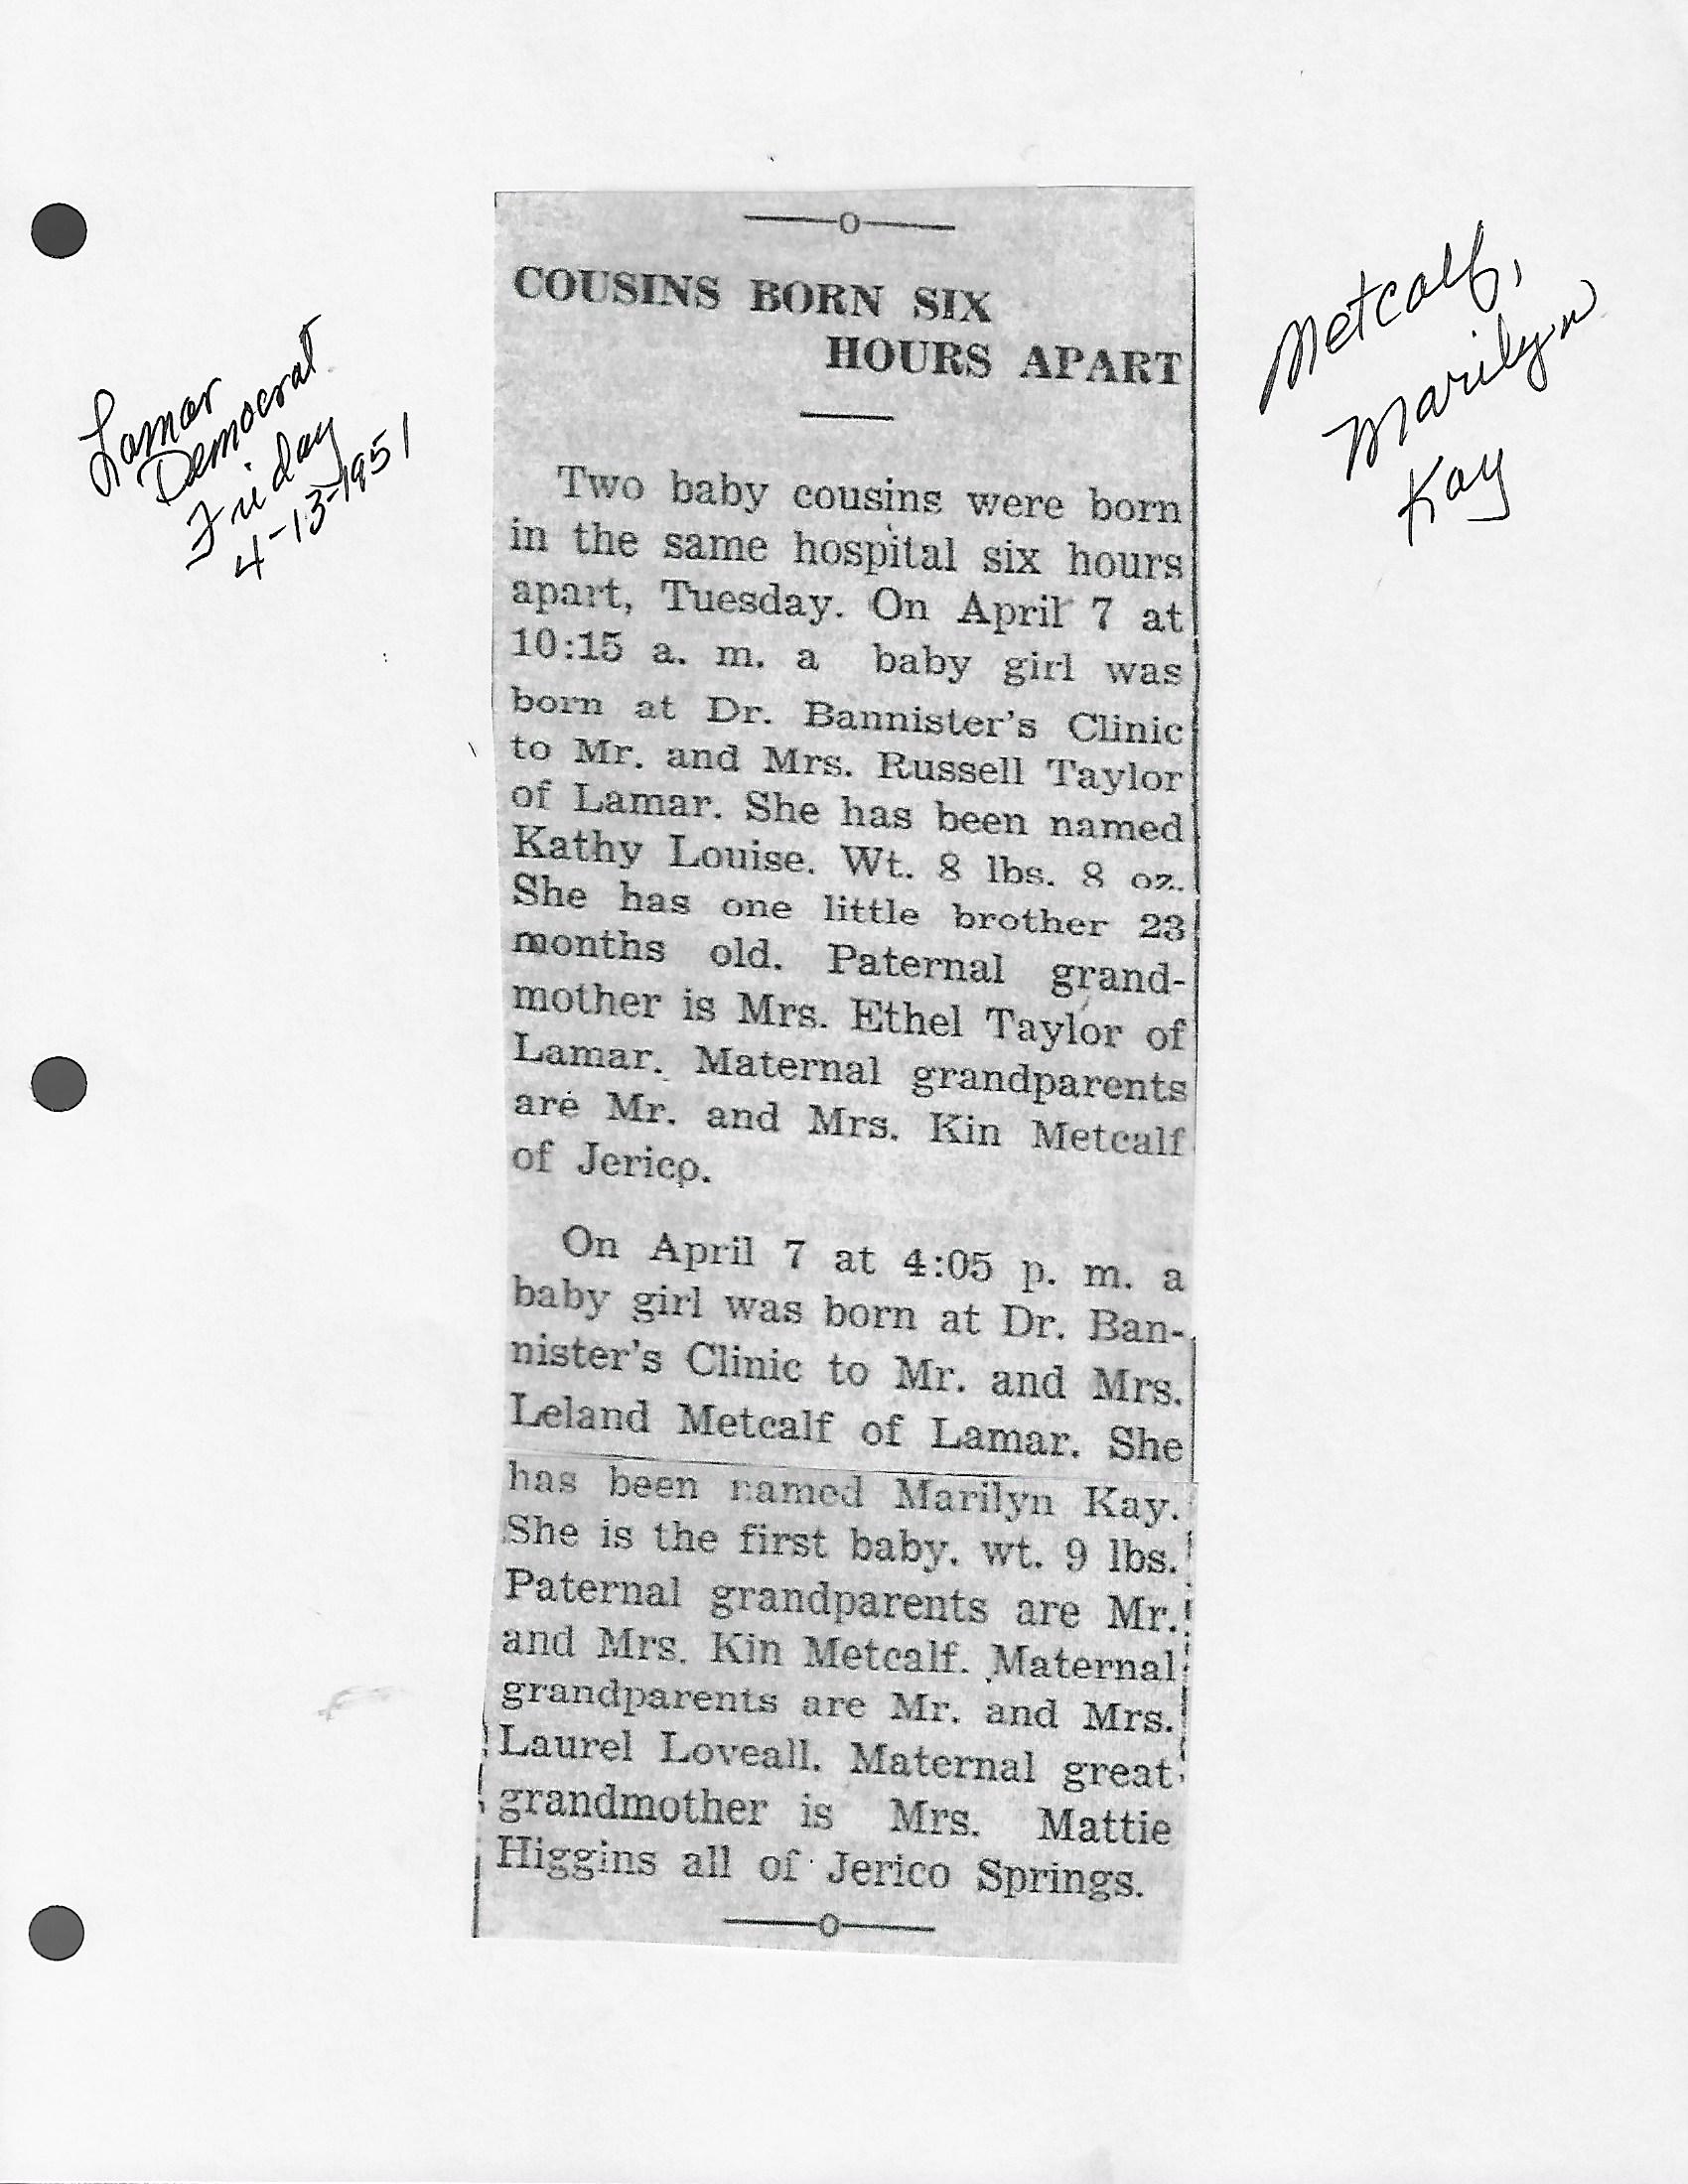 Lamar
Democrat
Friday
4-13-1951
Metcalf,
Marilyn
Kay
—o—
COUSINS BORN SIX
HOURS APART
Two baby cousins were born
in the same hospital six hours
apart, Tuesday. On April 7 at
10:15 a. m. a baby girl was
born at Dr. Bannister's Clinic
to Mr. and Mrs. Russell Taylor
of Lamar. She has been named
Kathy Louise. Wt. 8 lbs. 8 oz.
She has one little brother 23
months old. Paternal grand-
mother is Mrs. Ethel Taylor of
Lamar. Maternal grandparents
are Mr. and Mrs. Kin Metcalf
of Jerico.
On April 7 at 4:05 p. m. a
baby girl was born at Dr. Ban-
nister's Clinic to Mr. and Mrs.
Leland Metcalf of Lamar. She
has been named Marilyn Kay.
She is the first baby. wt. 9 lbs.
Paternal grandparents are Mr.
and Mrs. Kin Metcalf. Maternal
grandparents are Mr. and Mrs.
Laurel Loveall. Maternal great
grandmother is Mrs. Mattie
Higgins all of Jerico Springs.
—o—